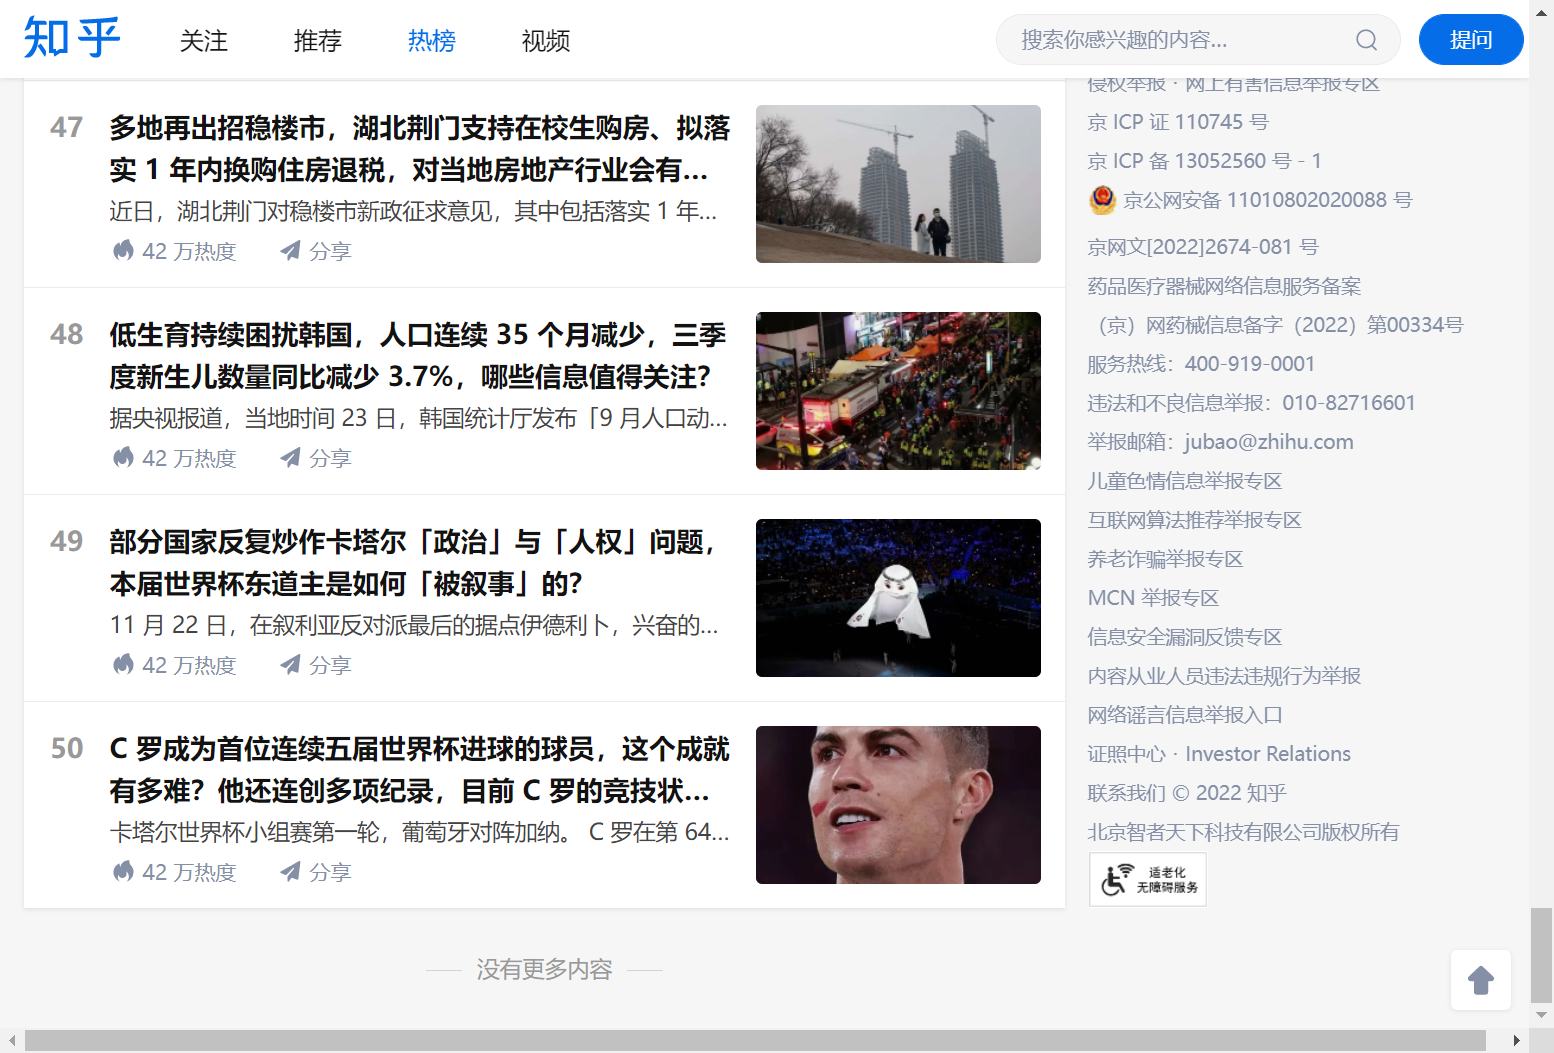 知乎
关注
推荐
热榜
视频
搜索你感兴趣的内容...
提问
47
多地再出招稳楼市，湖北荆门支持在校生购房、拟落
实 1 年内换购住房退税，对当地房地产行业会有...
近日，湖北荆门对稳楼市新政征求意见，其中包括落实 1 年...
42 万热度 分享
48
低生育持续困扰韩国，人口连续 35 个月减少，三季
度新生儿数量同比减少 3.7%，哪些信息值得关注？
据央视报道，当地时间 23 日，韩国统计厅发布「9 月人口动...
42 万热度 分享
49
部分国家反复炒作卡塔尔「政治」与「人权」问题，
本届世界杯东道主是如何「被叙事」的？
11 月 22 日，在叙利亚反对派最后的据点伊德利卜，兴奋的...
42 万热度 分享
50
C 罗成为首位连续五届世界杯进球的球员，这个成就
有多难？他还连创多项纪录，目前 C 罗的竞技状...
卡塔尔世界杯小组赛第一轮，葡萄牙对阵加纳。 C 罗在第 64...
42 万热度 分享
没有更多内容
侵权举报 · 网上有害信息举报专区
京 ICP 证 110745 号
京 ICP 备 13052560 号 - 1
京公网安备 11010802020088 号
京网文[2022]2674-081 号
药品医疗器械网络信息服务备案
（京）网药械信息备字（2022）第00334号
服务热线：400-919-0001
违法和不良信息举报：010-82716601
举报邮箱：jubao@zhihu.com
儿童色情信息举报专区
互联网算法推荐举报专区
养老诈骗举报专区
MCN 举报专区
信息安全漏洞反馈专区
内容从业人员违法违规行为举报
网络谣言信息举报入口
证照中心 · Investor Relations
联系我们 © 2022 知乎
北京智者天下科技有限公司版权所有
适老化
无障碍服务